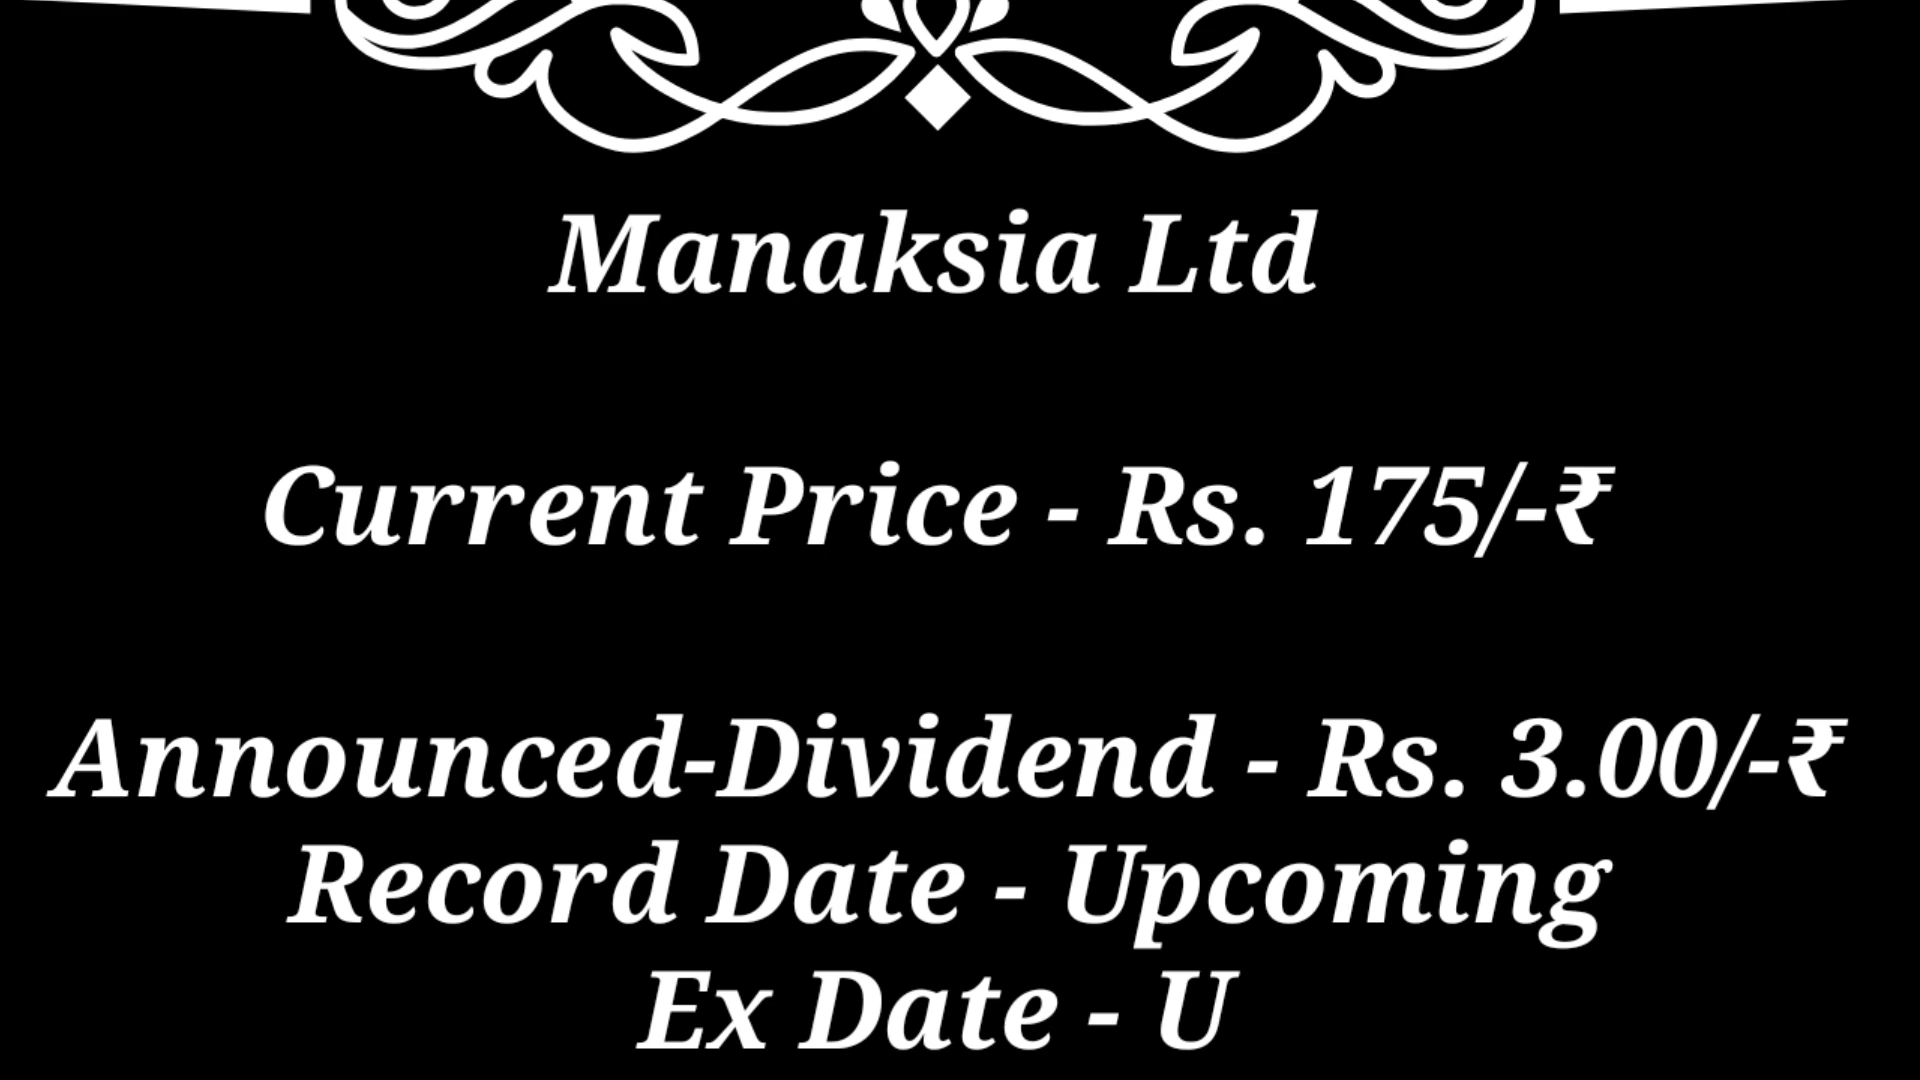 Manaksia Ltd
Current Price - Rs. 175/-₹
Announced-Dividend - Rs. 3.00/-₹
Record Date - Upcoming
Ex Date - U